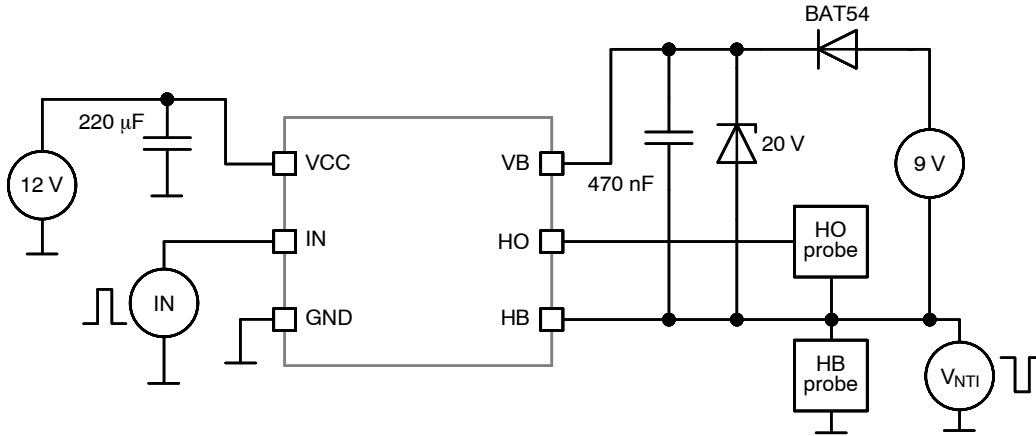 BAT54
220 μF
12 V
VCC
VB
470 nF
20 V
9 V
IN
IN
HO
HO
probe
GND
HB
HB
probe
VNTI